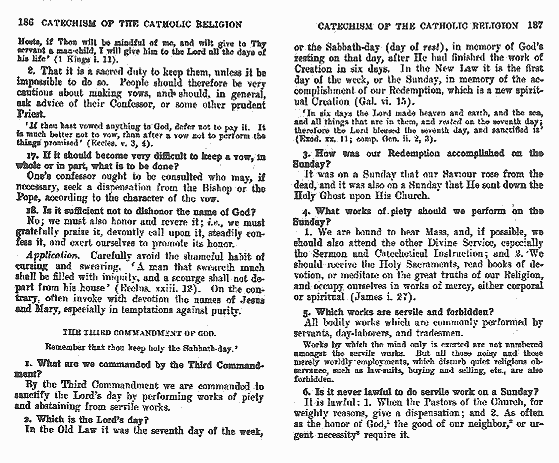 186 CATECHISM OF THE CATHOLIC RELIGION
Hosts, if Thou wilt be mindful of me, and wilt give to Thy
servant a man-child, I will give him to the Lord all the days of
his life' (1 Kings i. 11).
2. That it is a sacred duty to keep them, unless it be
impossible to do so. People should therefore be very
cautious about making vows, and should, in general,
ask advice of their Confessor, or some other prudent
Priest.
'If thou hast vowed anything to God, defer not to pay it. It
is much better not to vow, than after a vow not to perform the
things promised' (Eccles. v. 3, 4).
17. If it should become very difficult to keep a vow, in
whole or in part, what is to be done?
One's confessor ought to be consulted who may, if
necessary, seek a dispensation from the Bishop or the
Pope, according to the character of the vow.
18. Is it sufficient not to dishonor the name of God?
No; we must also honor and revere it; i.e., we must
gratefully praise it, devoutly call upon it, steadily con-
fess it, and exert ourselves to promote its honor.
Application. Carefully avoid the shameful habit of
cursing and swearing. 'A man that sweareth much
shall be filled with iniquity, and a scourge shall not de-
part from his house' (Ecclus. xxiii. 12). On the con-
trary, often invoke with devotion the names of Jesus
and Mary, especially in temptations against purity.
THE THIRD COMMANDMENT OF GOD.
Remember that thou keep holy the Sabbath-day.
1. What are we commanded by the Third Command-
ment?
By the Third Commandment we are commanded to
sanctify the Lord's day by performing works of piety
and abstaining from servile works.
2. Which is the Lord's day?
In the Old Law it was the seventh day of the week,
CATECHISM OF THE CATHOLIC RELIGION 187
or the Sabbath-day (day of rest), in memory of God's
resting on that day, after He had finished the work of
Creation in six days. In the New Law it is the first
day of the week, or the Sunday, in memory of the ac-
complishment of our Redemption, which is a new spirit-
ual Creation (Gal. vi. 15).
'In six days the Lord made heaven and earth, and the sea,
and all things that are in them, and rested on the seventh day;
therefore the Lord blessed the seventh day, and sanctified it'
(Exod. xx. 11; comp. Gen. ii. 2, 3).
3. How was our Redemption accomplished on the
Sunday?
It was on a Sunday that our Saviour rose from the
dead, and it was also on a Sunday that He sent down the
Holy Ghost upon His Church.
4. What works of piety should we perform on the
Sunday?
1. We are bound to hear Mass, and, if possible, we
should also attend the other Divine Service, especially
the Sermon and Catechetical Instruction; and 2. We
should receive the Holy Sacraments, read books of de-
votion, or meditate on the great truths of our Religion,
and occupy ourselves in works of mercy, either corporal
or spiritual (James i. 27).
5. Which works are servile and forbidden?
All bodily works which are commonly performed by
servants, day-laborers, and tradesmen.
Works by which the mind only is exerted are not numbered
amongst the servile works. But all those noisy and those
merely worldly employments, which disturb quiet religious ob-
servance, such as law-suits, buying and selling, etc., are also
forbidden.
6. Is it never lawful to do servile work on a Sunday?
It is lawful: 1. When the Pastors of the Church, for
weighty reasons, give a dispensation; and 2. As often
as the honor of God,¹ the good of our neighbor,² or ur-
gent necessity³ require it.